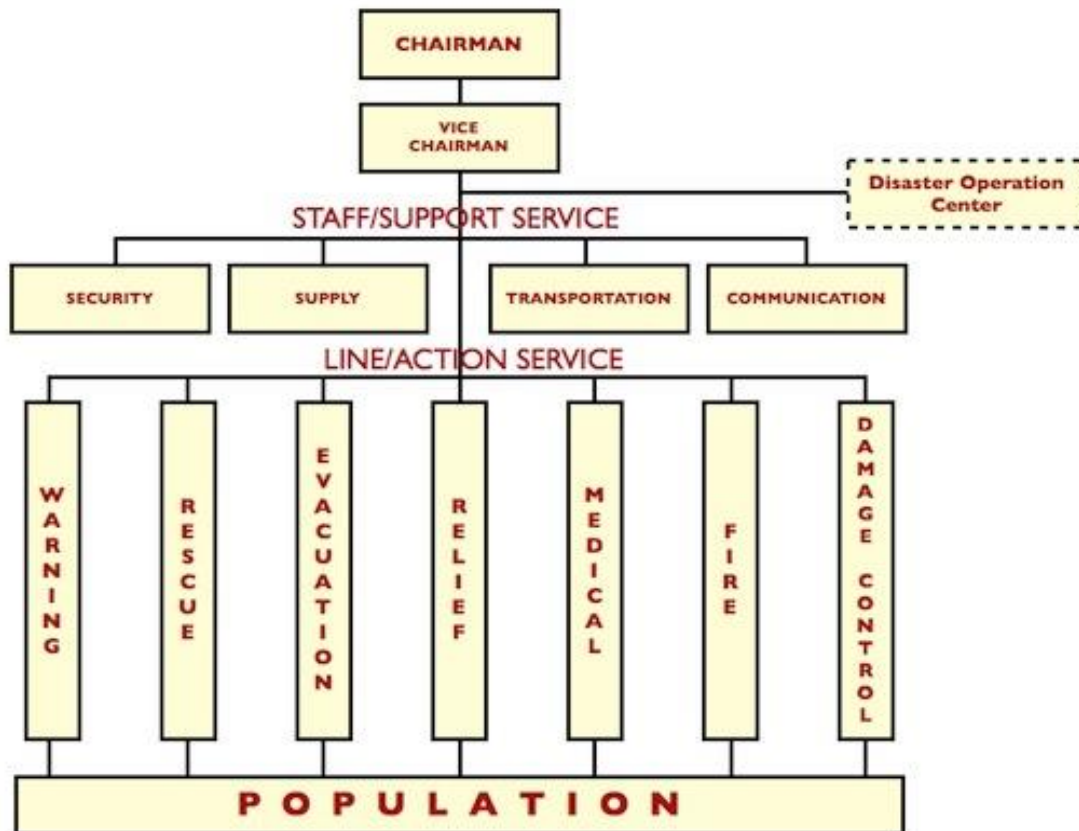 CHAIRMAN
VICE
CHAIRMAN
Disaster Operation
Center
STAFF/SUPPORT SERVICE
SECURITY
SUPPLY
TRANSPORTATION
COMMUNICATION
LINE/ACTION SERVICE
WARNING
RESCUE
EVACUATION
RELIEF
MEDICAL
FIRE
DAMAGE CONTROL
POPULATION